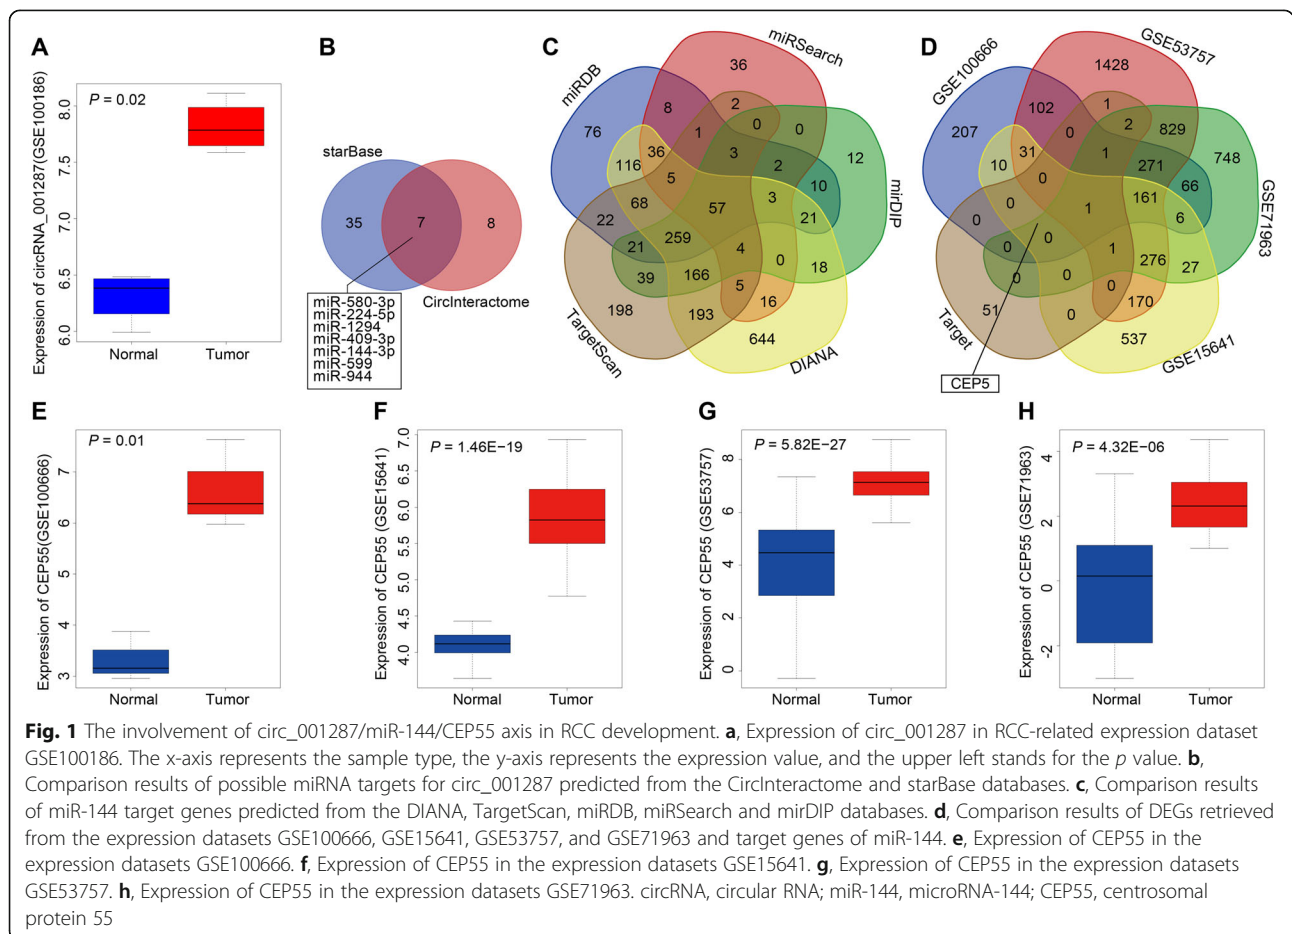 A
Expression of circRNA_001287(GSE100186)
P = 0.02
8.0
7.5
7.0
6.5
6.0
Normal
Tumor
B
starBase
35
7
8
CircInteractome
miR-580-3p
miR-224-5p
miR-1294
miR-409-3p
miR-144-3p
miR-599
miR-944
C
miRDB
miRSearch
mirDIP
DIANA
TargetScan
36
8
2
76
1
0
0
36
3
12
116
2
5
10
68
3
57
22
21
259
4
21
0
18
39
166
5
16
198
193
644
D
GSE100666
GSE53757
GSE71963
GSE15641
Target
1428
102
1
207
0
2
829
31
1
748
10
271
0
66
0
161
1
0
6
0
0
1
276
27
0
0
0
170
51
0
537
CEP5
E
Expression of CEP55(GSE100666)
P = 0.01
7
6
5
4
3
Normal
Tumor
F
Expression of CEP55 (GSE15641)
P = 1.46E−19
7.0
6.5
6.0
5.5
5.0
4.5
4.0
Normal
Tumor
G
Expression of CEP55 (GSE53757)
P = 5.82E−27
8
6
4
2
0
Normal
Tumor
H
Expression of CEP55 (GSE71963)
P = 4.32E−06
4
2
0
-2
Normal
Tumor
Fig. 1 The involvement of circ_001287/miR-144/CEP55 axis in RCC development. a, Expression of circ_001287 in RCC-related expression dataset
GSE100186. The x-axis represents the sample type, the y-axis represents the expression value, and the upper left stands for the p value. b,
Comparison results of possible miRNA targets for circ_001287 predicted from the CircInteractome and starBase databases. c, Comparison results
of miR-144 target genes predicted from the DIANA, TargetScan, miRDB, miRSearch and mirDIP databases. d, Comparison results of DEGs retrieved
from the expression datasets GSE100666, GSE15641, GSE53757, and GSE71963 and target genes of miR-144. e, Expression of CEP55 in the
expression datasets GSE100666. f, Expression of CEP55 in the expression datasets GSE15641. g, Expression of CEP55 in the expression datasets
GSE53757. h, Expression of CEP55 in the expression datasets GSE71963. circRNA, circular RNA; miR-144, microRNA-144; CEP55, centrosomal
protein 55